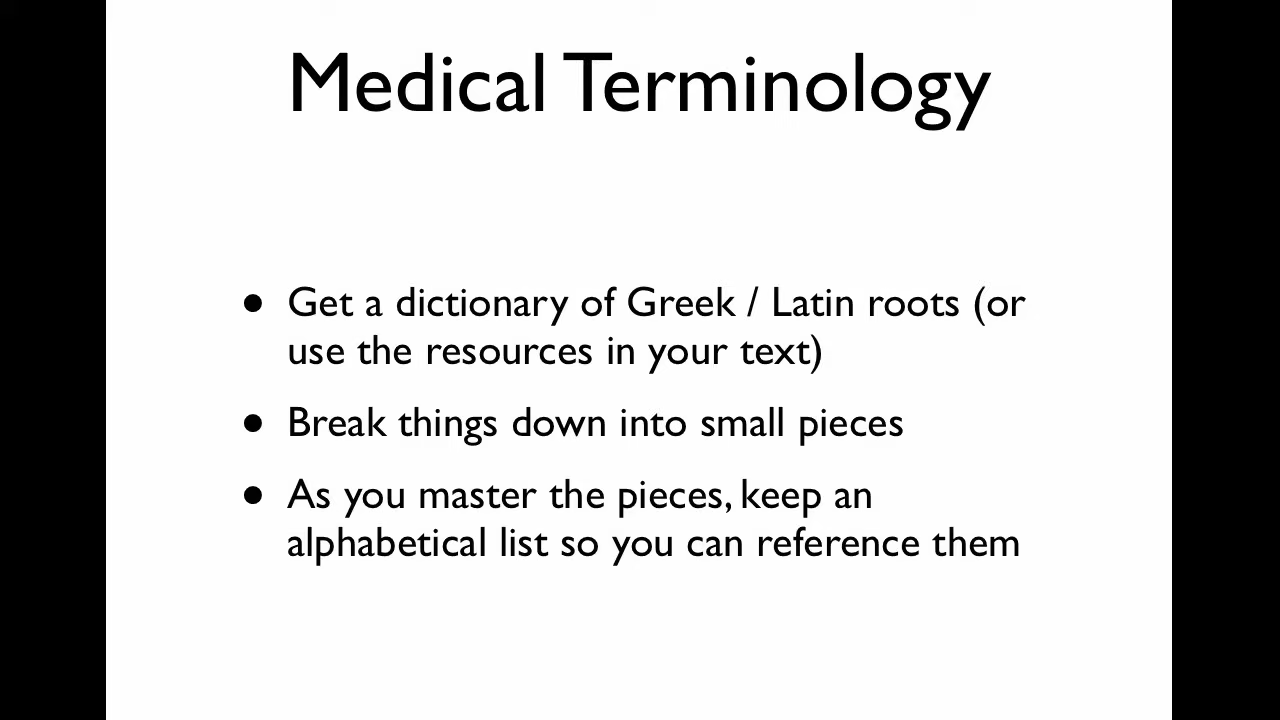 Medical Terminology
• Get a dictionary of Greek / Latin roots (or
use the resources in your text)
• Break things down into small pieces
• As you master the pieces, keep an
alphabetical list so you can reference them